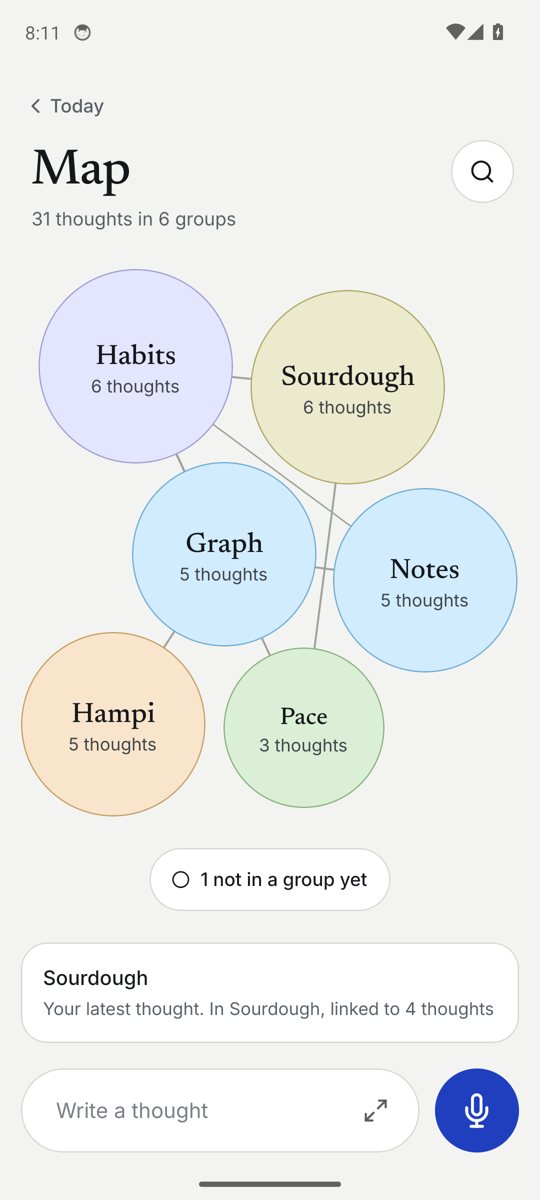 8:11
Today
Map
31 thoughts in 6 groups
Habits
6 thoughts
Sourdough
6 thoughts
Graph
5 thoughts
Notes
5 thoughts
Hampi
5 thoughts
Pace
3 thoughts
1 not in a group yet
Sourdough
Your latest thought. In Sourdough, linked to 4 thoughts
Write a thought